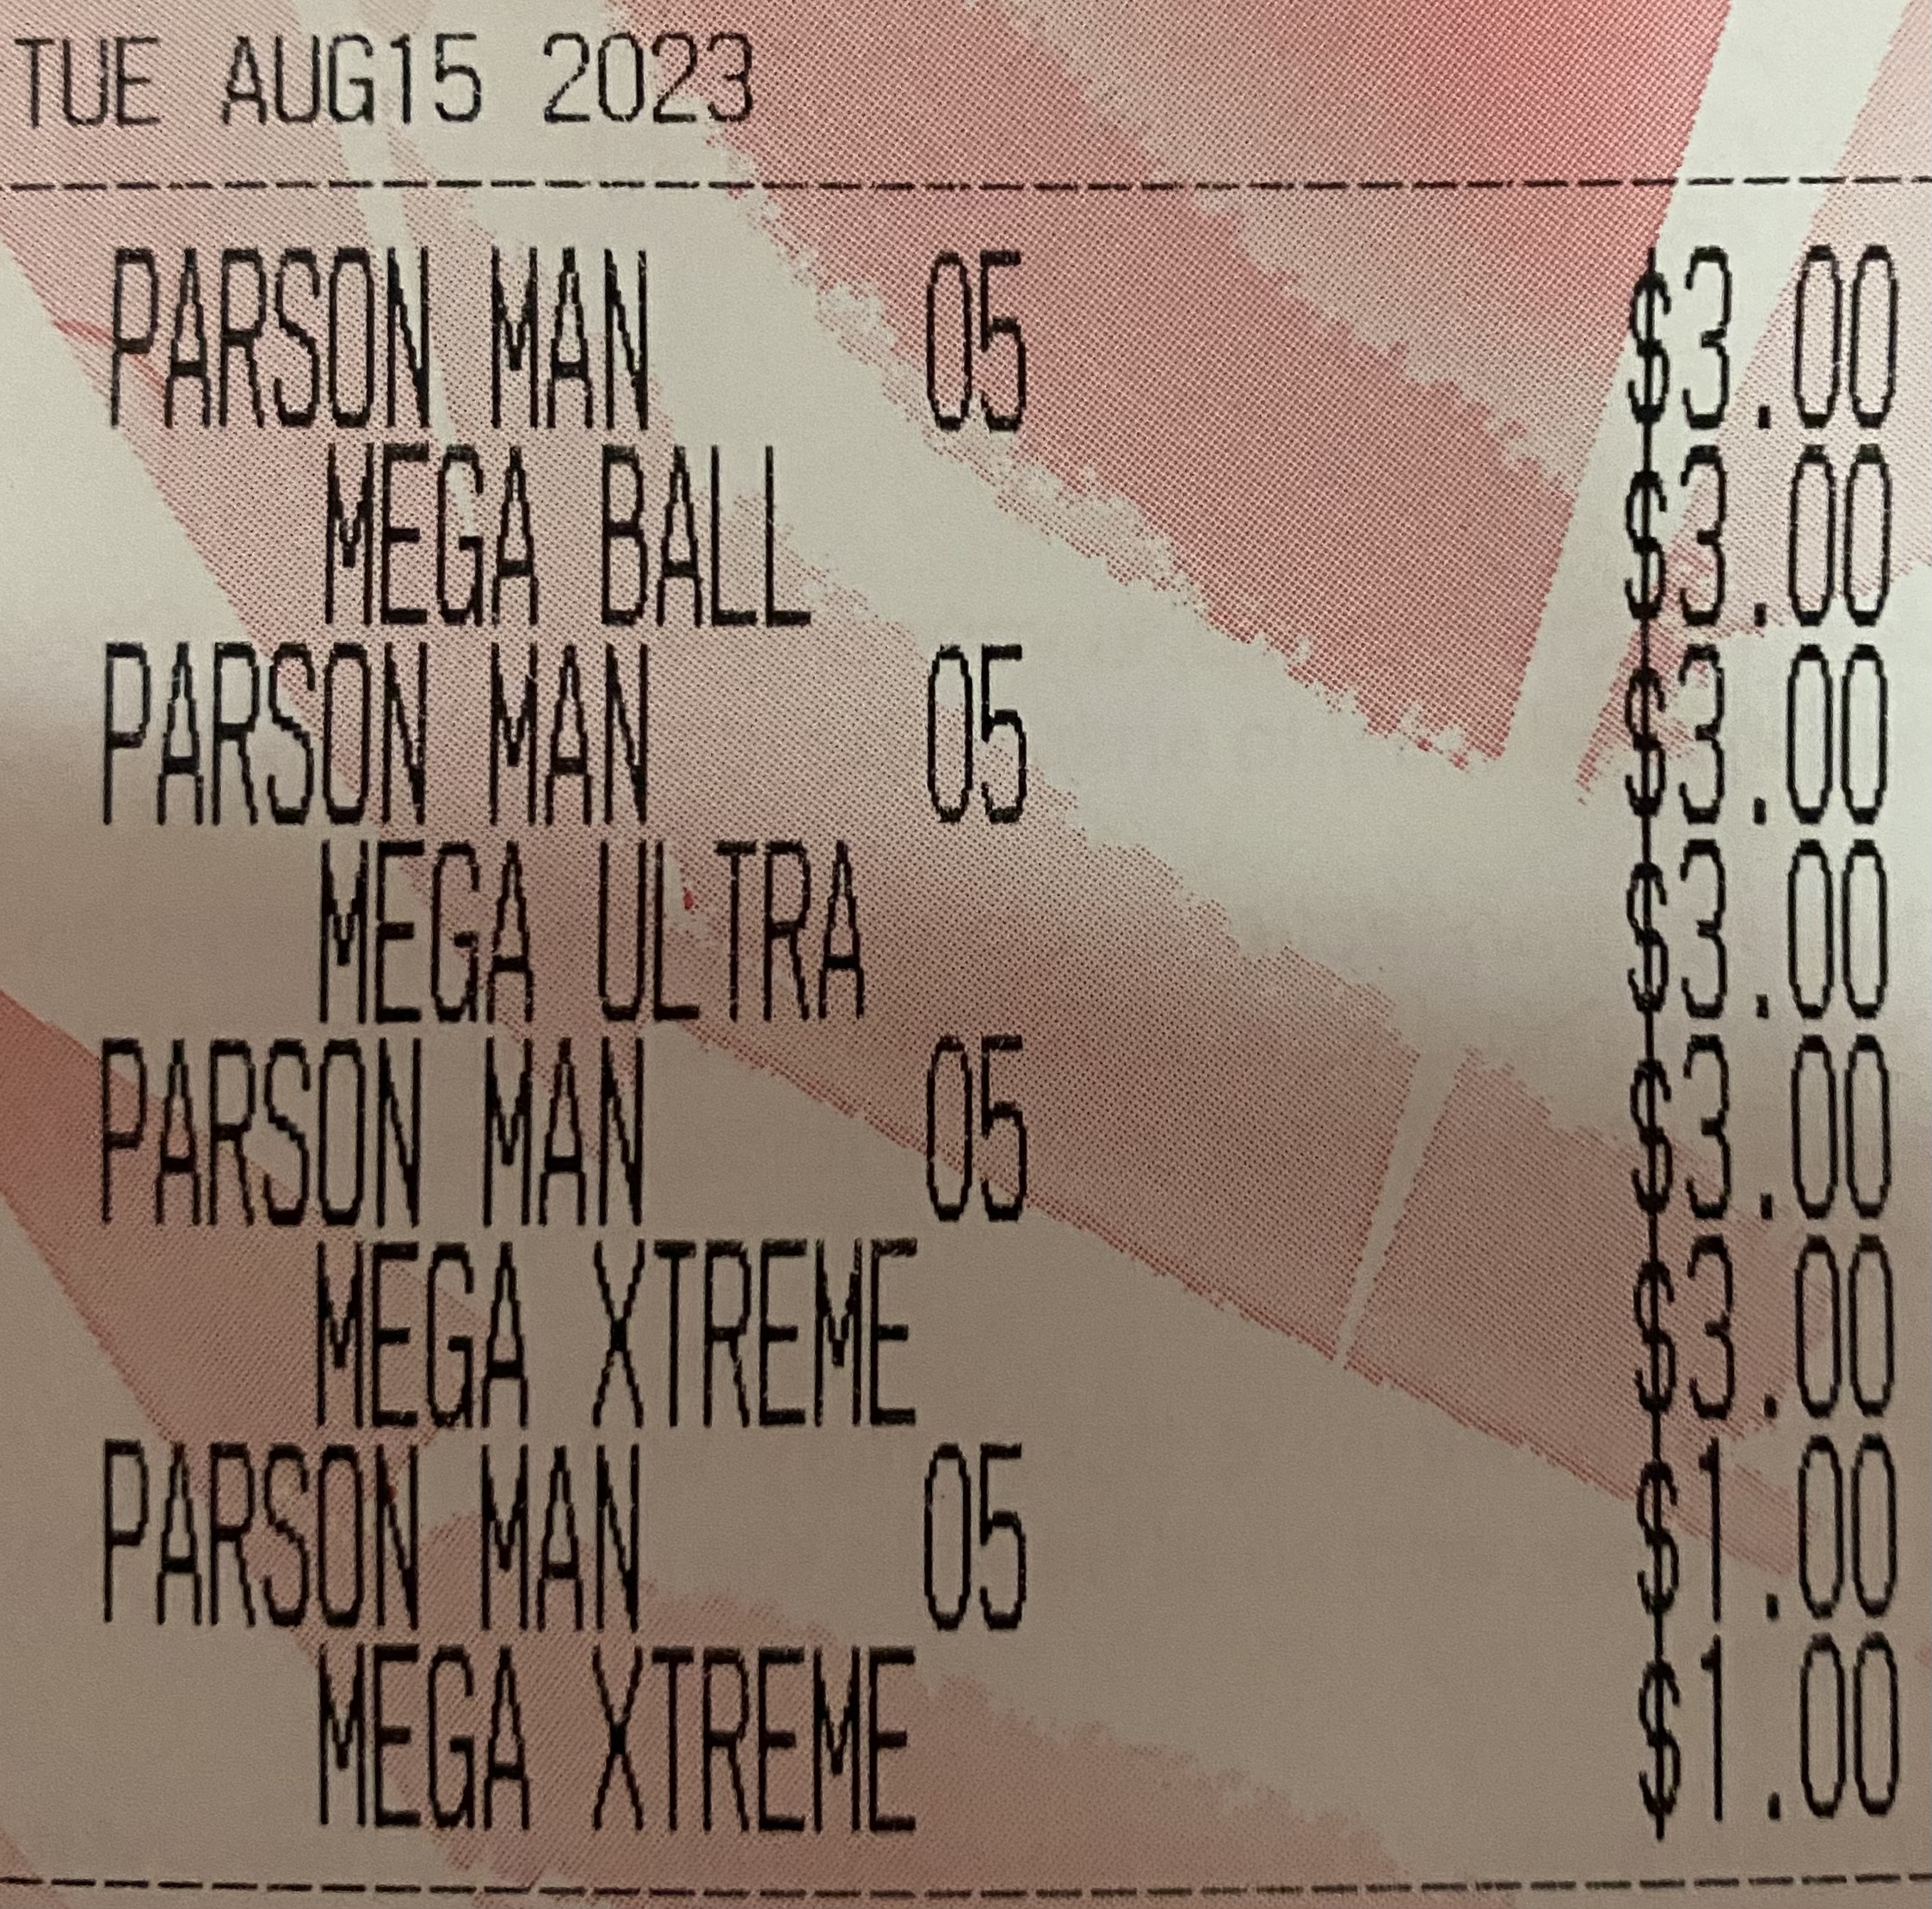 TUE AUG15 2023
PARSON MAN 05 $3.00
MEGA BALL $3.00
PARSON MAN 05 $3.00
MEGA ULTRA $3.00
PARSON MAN 05 $3.00
MEGA XTREME $3.00
PARSON MAN 05 $1.00
MEGA XTREME $1.00